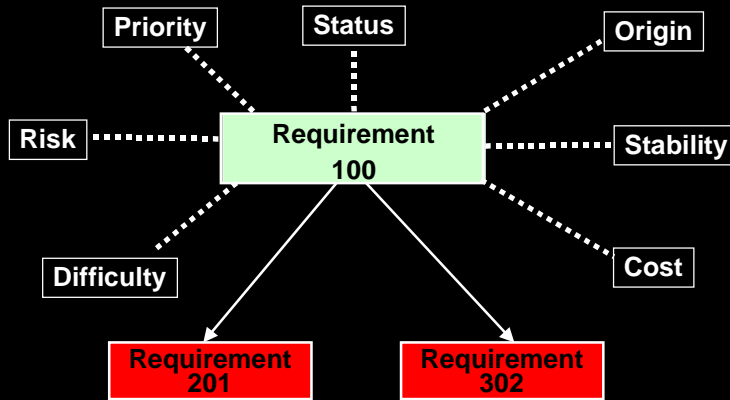 Priority
Status
Origin
Risk
Requirement
100
Stability
Difficulty
Cost
Requirement
201
Requirement
302